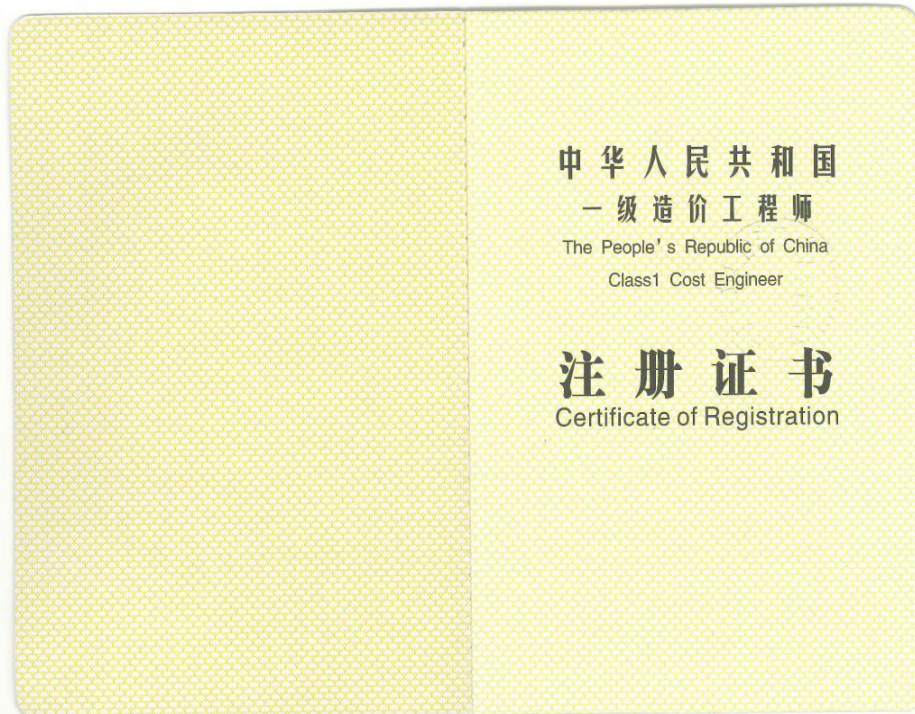 中华人民共和国
一级造价工程师
The People's Republic of China
Class1 Cost Engineer
注册证书
Certificate of Registration